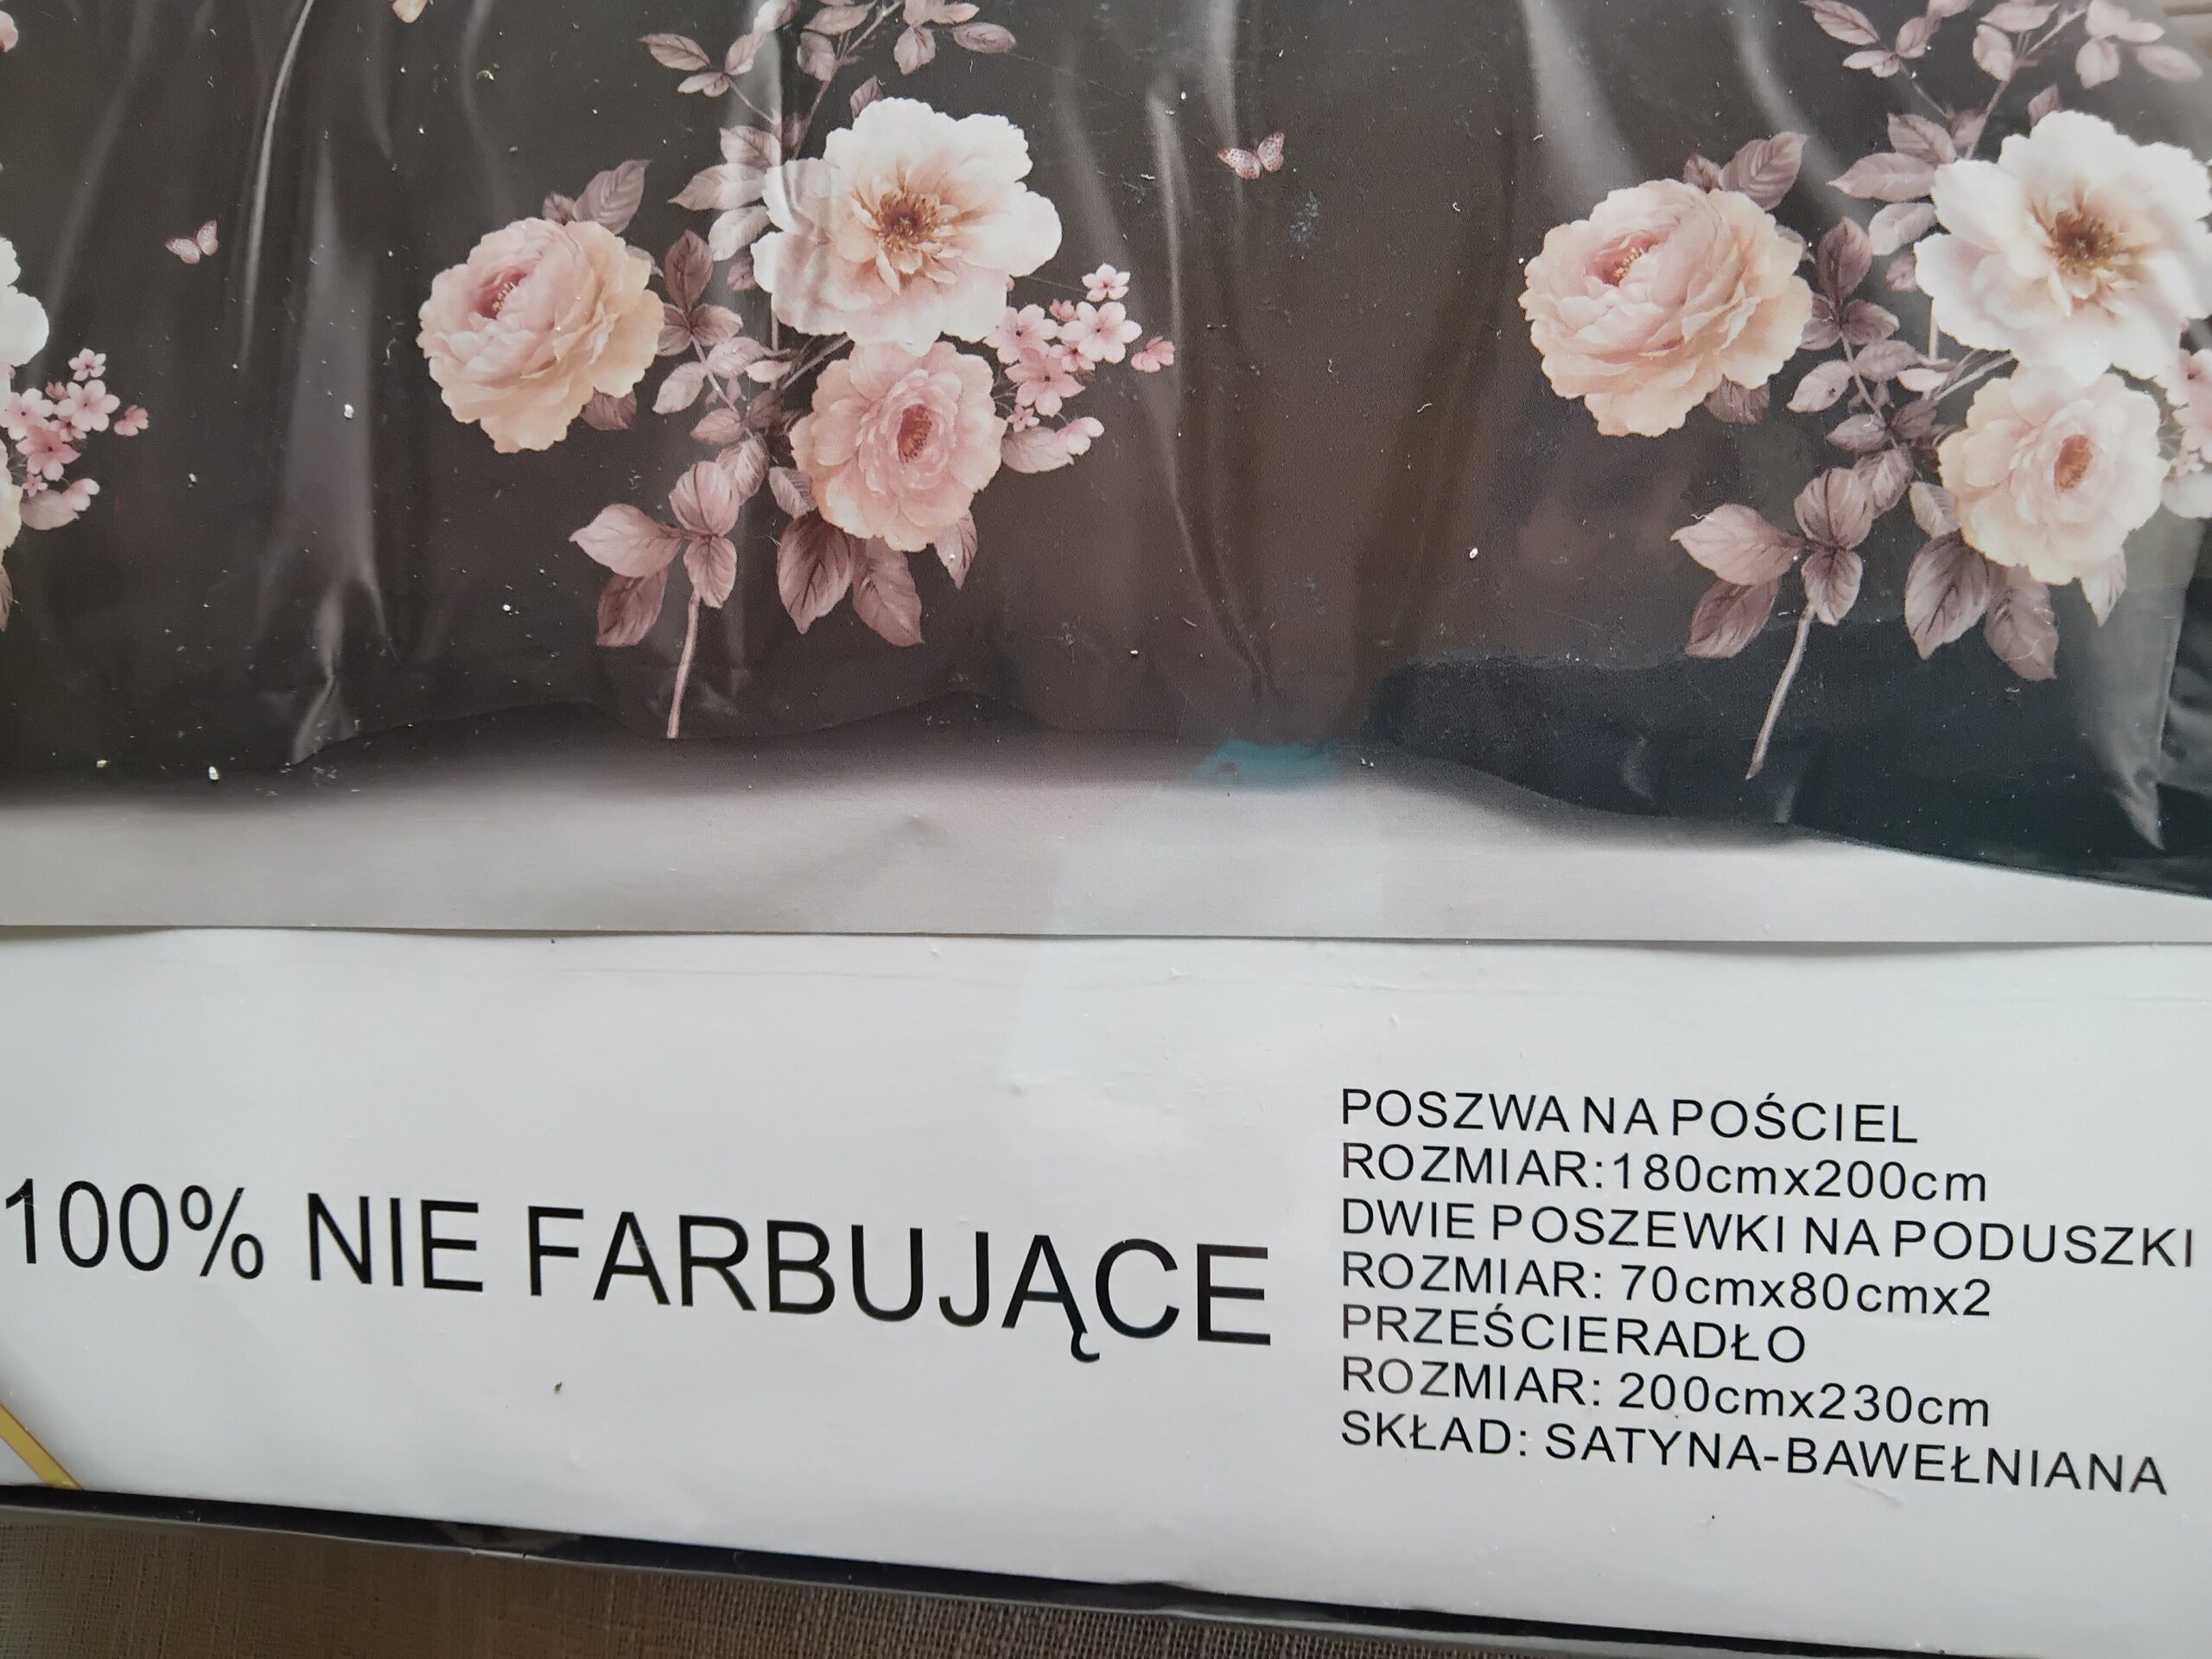 100% NIE FARBUJĄCE
POSZWA NA POŚCIEL
ROZMIAR:180cmx200cm
DWIE POSZEWKI NA PODUSZKI
ROZMIAR: 70cmx80cmx2
PRZEŚCIERADŁO
ROZMIAR: 200cmx230cm
SKŁAD: SATYNA-BAWEŁNIANA